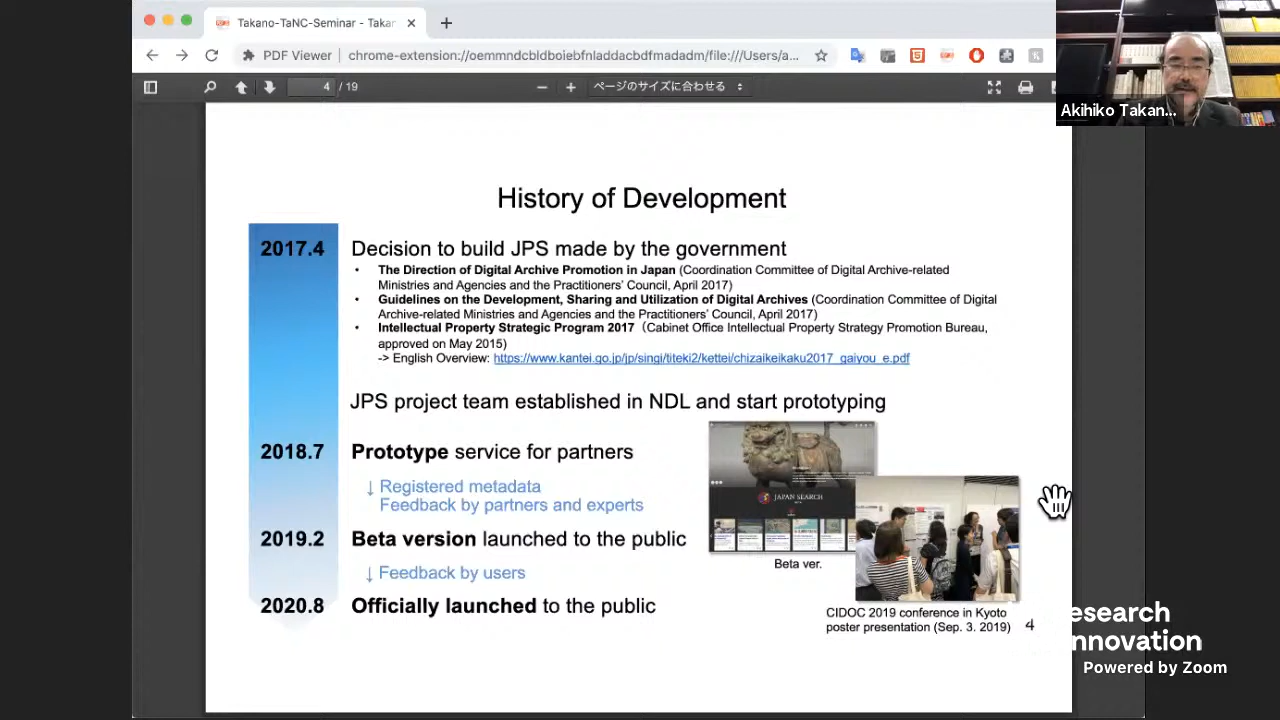 Takano-TaNC-Seminar - Takan
PDF Viewer
chrome-extension://oemmndcbldboiebfnladdacbdfmadadm/file:///Users/a...
4 / 19
ページのサイズに合わせる
Akihiko Takan...
History of Development
2017.4 Decision to build JPS made by the government
• The Direction of Digital Archive Promotion in Japan (Coordination Committee of Digital Archive-related
Ministries and Agencies and the Practitioners' Council, April 2017)
• Guidelines on the Development, Sharing and Utilization of Digital Archives (Coordination Committee of Digital
Archive-related Ministries and Agencies and the Practitioners' Council, April 2017)
• Intellectual Property Strategic Program 2017（Cabinet Office Intellectual Property Strategy Promotion Bureau,
approved on May 2015)
-> English Overview: https://www.kantei.go.jp/jp/singi/titeki2/kettei/chizaikeikaku2017_gaiyou_e.pdf
JPS project team established in NDL and start prototyping
2018.7 Prototype service for partners
↓ Registered metadata
Feedback by partners and experts
2019.2 Beta version launched to the public
↓ Feedback by users
2020.8 Officially launched to the public
JAPAN SEARCH
Beta ver.
CIDOC 2019 conference in Kyoto
poster presentation (Sep. 3. 2019)
4
esearch
nnovation
Powered by Zoom